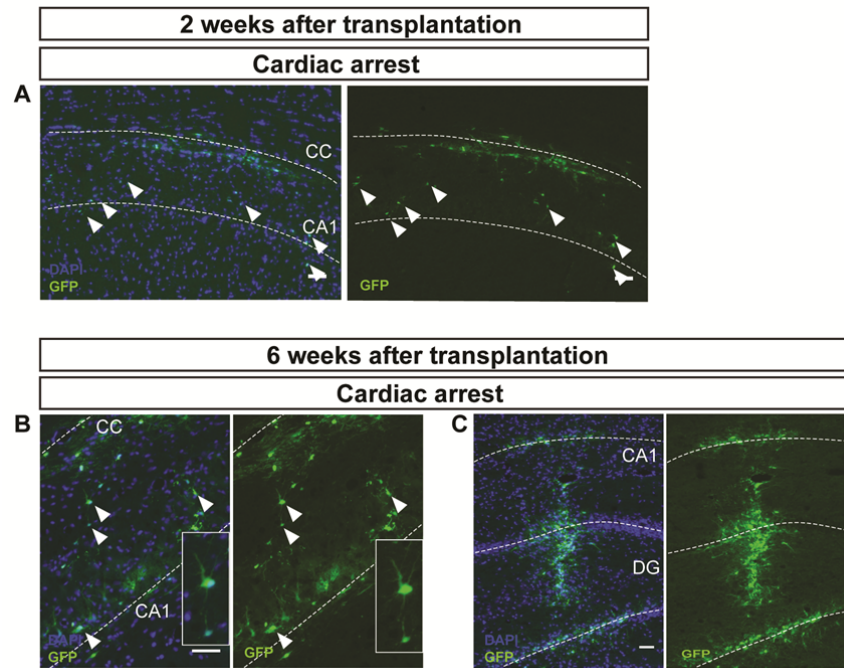 2 weeks after transplantation
Cardiac arrest
A
CC
CA1
DAPI
GFP
GFP
6 weeks after transplantation
Cardiac arrest
B
CC
CA1
DAPI
GFP
GFP
C
CA1
DG
DAPI
GFP
GFP